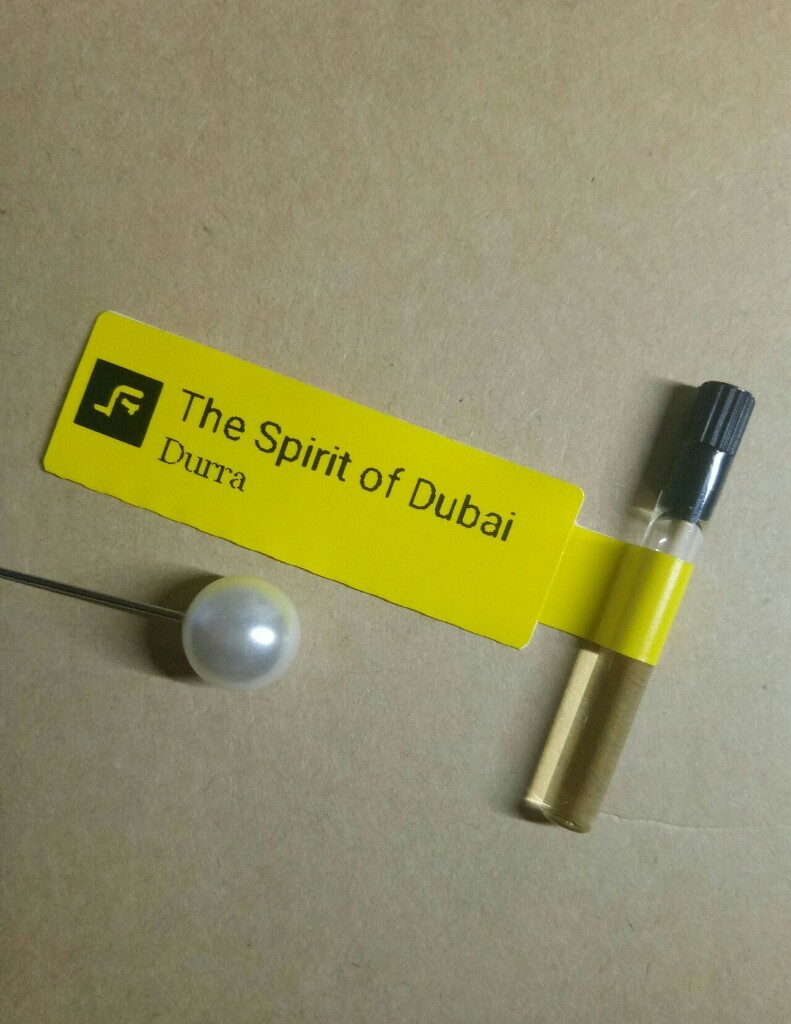 The Spirit of Dubai
Durra